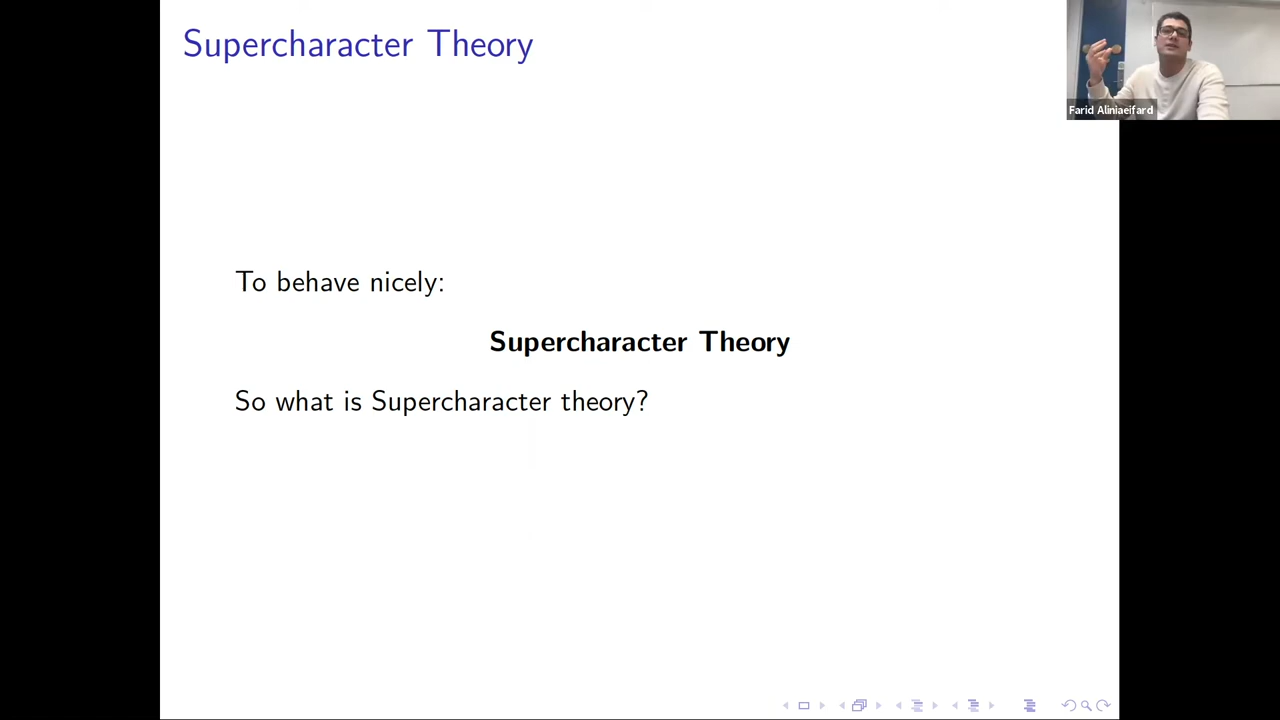 Supercharacter Theory
Farid Aliniaeifard
To behave nicely:
Supercharacter Theory
So what is Supercharacter theory?